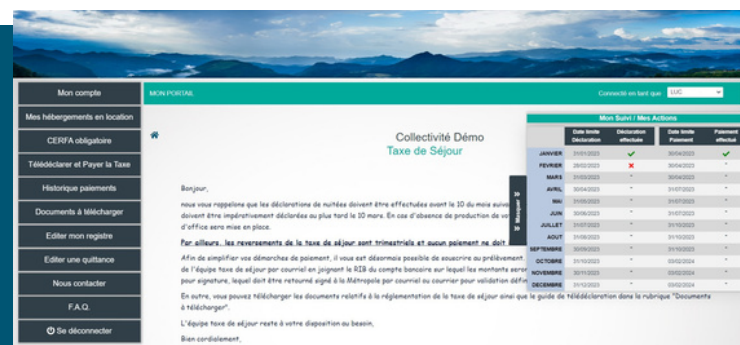 Mon compte
Mes hébergements en location
CERFA obligatoire
Télédéclarer et Payer la Taxe
Historique paiements
Documents à télécharger
Editer mon registre
Editer une quittance
Nous contacter
F.A.Q.
Se déconnecter
MON PORTAIL
Connecté en tant que LUC
Collectivité Démo
Taxe de Séjour
Bonjour,
nous vous rappelons que les déclarations de nuitées doivent être effectuées avant le 10 du mois suiva
doivent être impérativement déclarées au plus tard le 10 mars. En cas d'absence de production de
d'office sera mise en place.
Par ailleurs, les reversements de la taxe de séjour sont trimestriels et aucun paiement ne doit
Afin de simplifier vos démarches de paiement, il vous est désormais possible de souscrire au prélèvement.
de l'équipe taxe de séjour par courriel en joignant le RIB du compte bancaire sur lequel les montants seron
pour signature, lequel doit être retourné signé à la Métropole par courriel ou courrier pour validation défin
En outre, vous pouvez télécharger les documents relatifs à la réglementation de la taxe de séjour ainsi que le guide de télédéclaration dans la rubrique "Documents
à télécharger".
L'équipe taxe de séjour reste à votre disposition au besoin,
Bien cordialement,
Masquer
Mon Suivi / Mes Actions
Date limite Déclaration Déclaration effectuée Date limite Paiement Paiement effectué
JANVIER 31/01/2023 30/04/2023
FEVRIER 28/02/2023 30/04/2023
MARS 31/03/2023 30/04/2023
AVRIL 30/04/2023 31/07/2023
MAI 31/05/2023 31/07/2023
JUIN 30/06/2023 31/07/2023
JUILLET 31/07/2023 31/10/2023
AOUT 31/08/2023 31/10/2023
SEPTEMBRE 30/09/2023 31/10/2023
OCTOBRE 31/10/2023 03/02/2024
NOVEMBRE 30/11/2023 03/02/2024
DECEMBRE 31/12/2023 03/02/2024